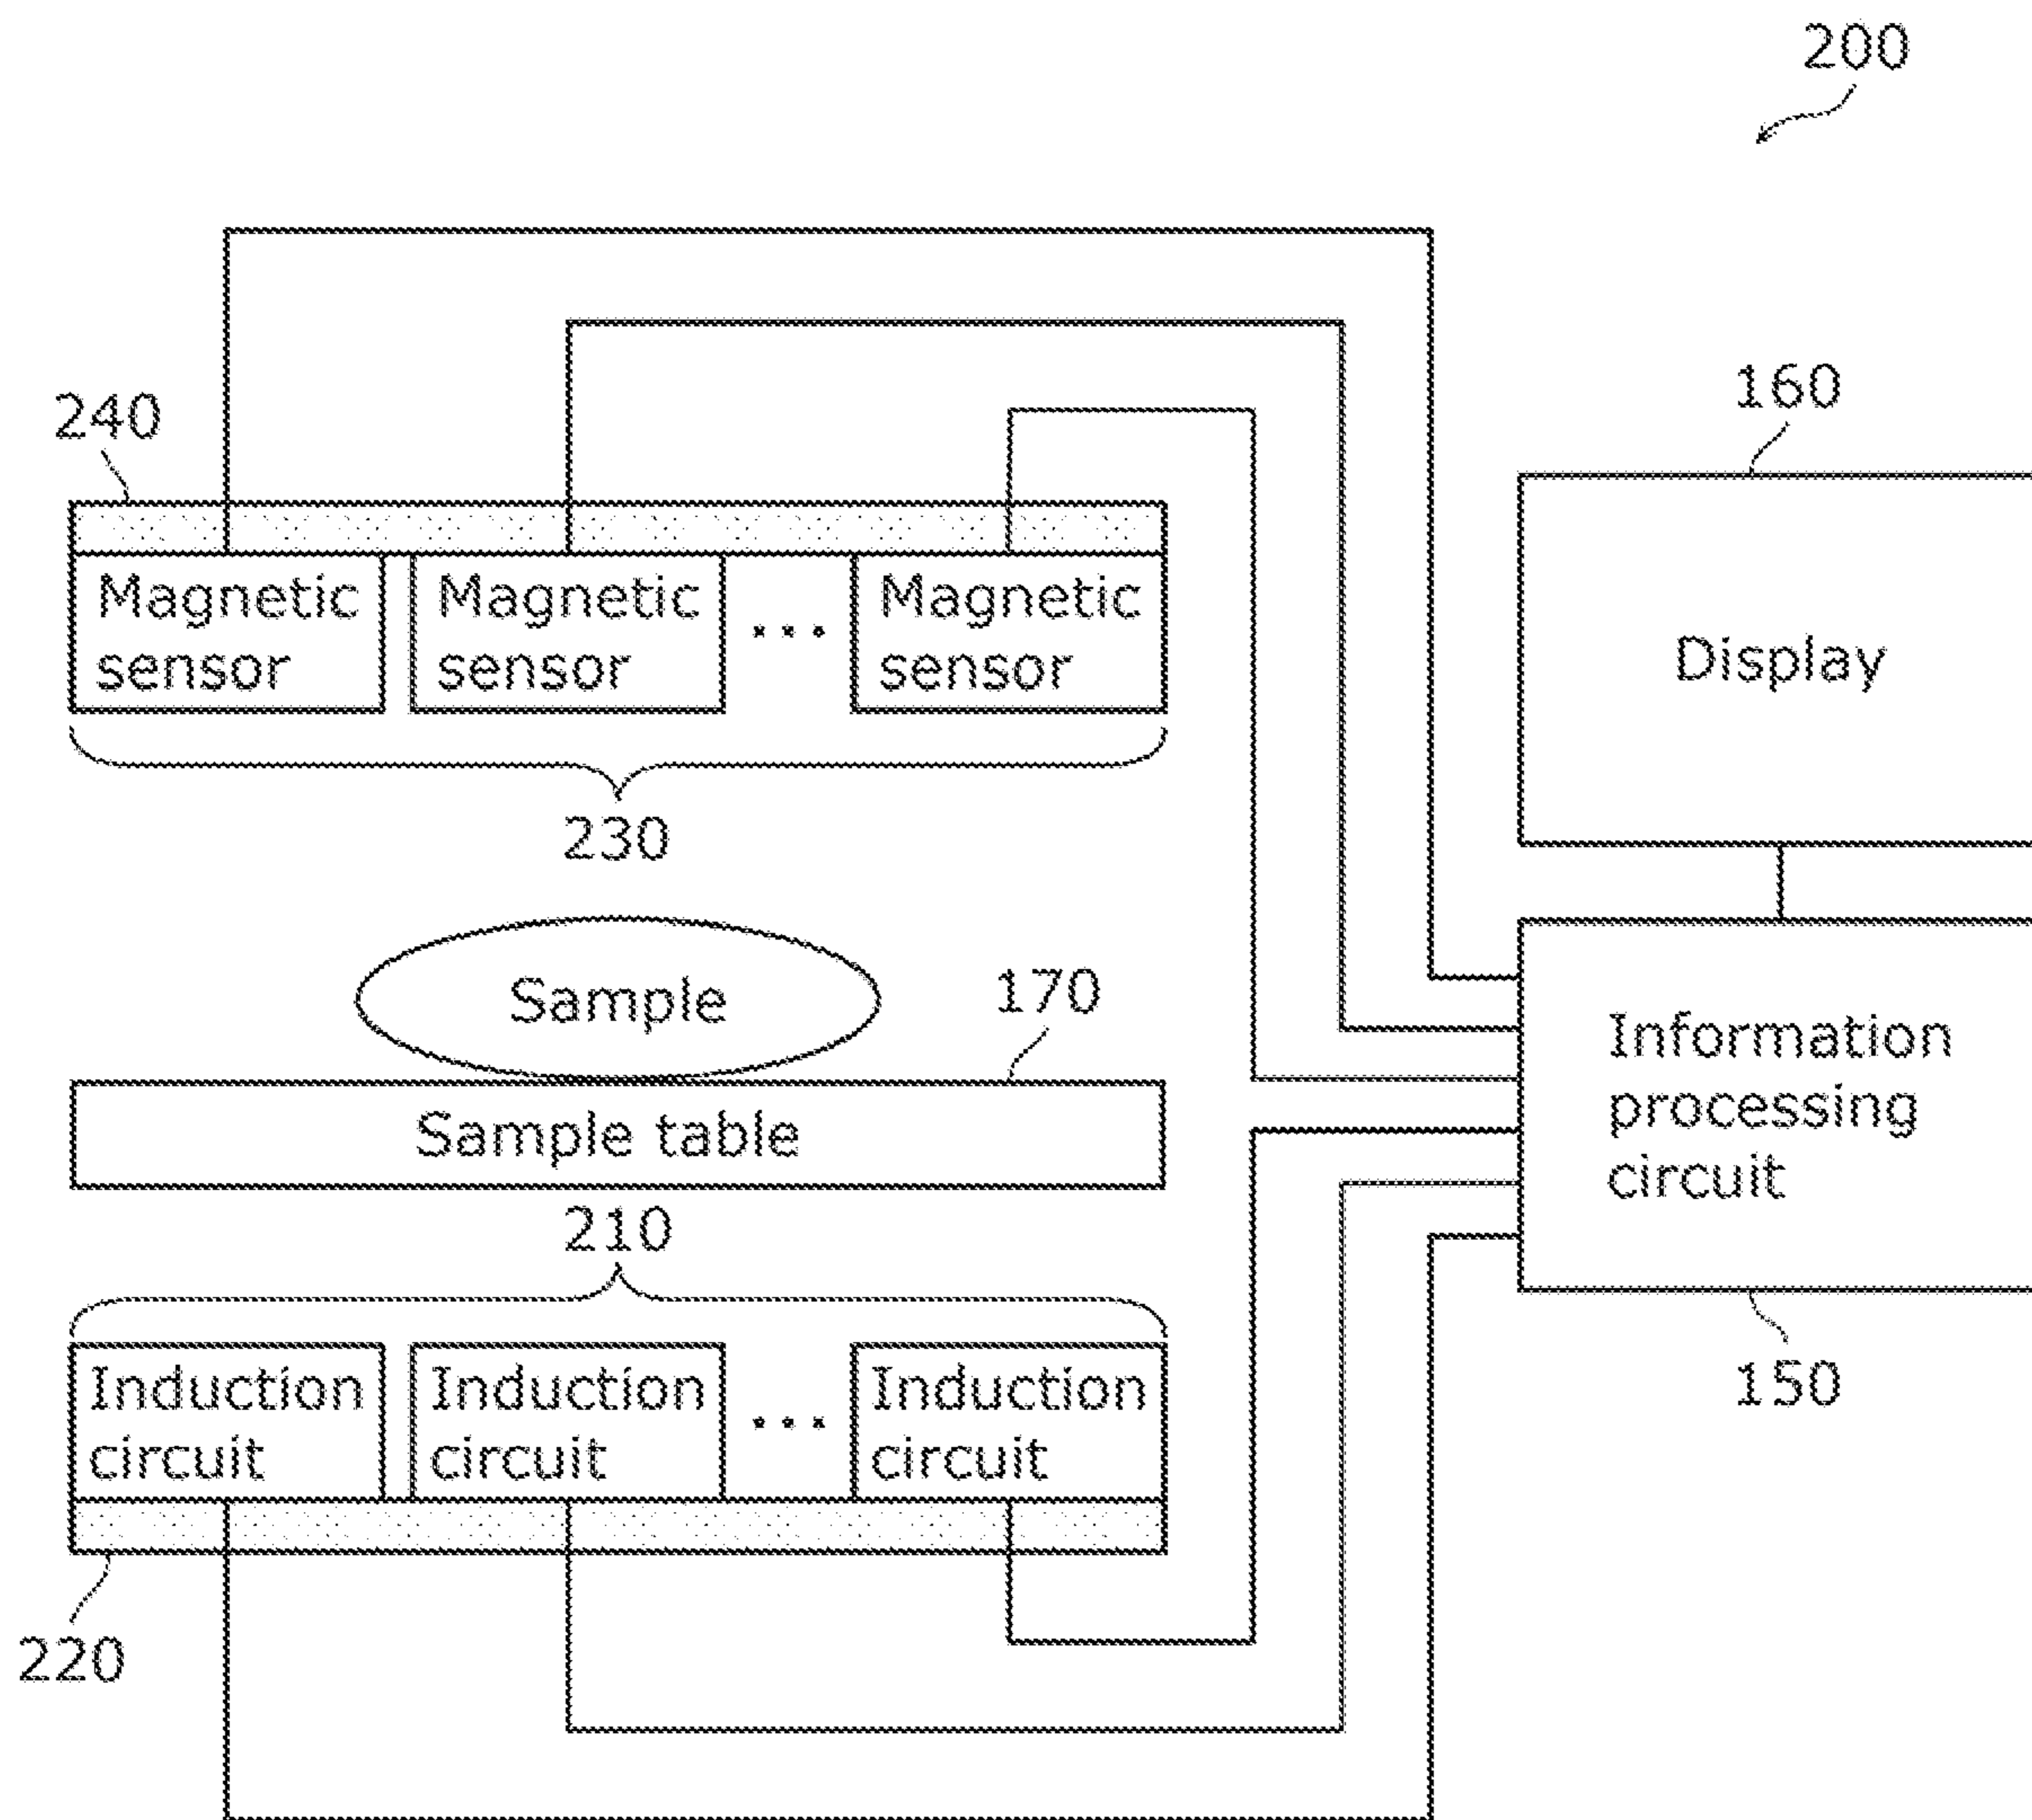 200
240
160
Magnetic
sensor
Magnetic
sensor
...
Magnetic
sensor
Display
230
Sample
170
Sample table
Information
processing
circuit
210
150
Induction
circuit
Induction
circuit
...
Induction
circuit
220